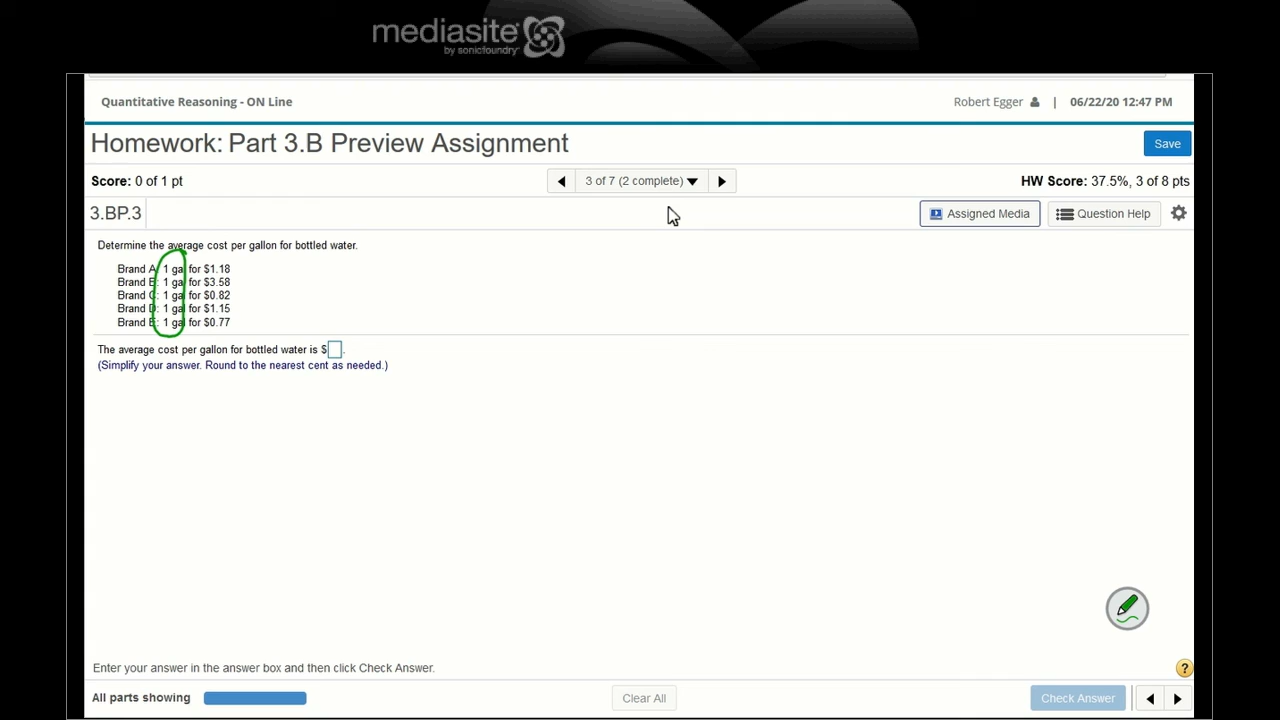 mediasite
by sonicfoundry
Quantitative Reasoning - ON Line
Robert Egger | 06/22/20 12:47 PM
Homework: Part 3.B Preview Assignment
Save
Score: 0 of 1 pt
3 of 7 (2 complete)
HW Score: 37.5%, 3 of 8 pts
3.BP.3
Assigned Media
Question Help
Determine the average cost per gallon for bottled water.
Brand A: 1 gal for $1.18
Brand B: 1 gal for $3.58
Brand C: 1 gal for $0.82
Brand D: 1 gal for $1.15
Brand E: 1 gal for $0.77
The average cost per gallon for bottled water is $ .
(Simplify your answer. Round to the nearest cent as needed.)
Enter your answer in the answer box and then click Check Answer.
?
All parts showing
Clear All
Check Answer